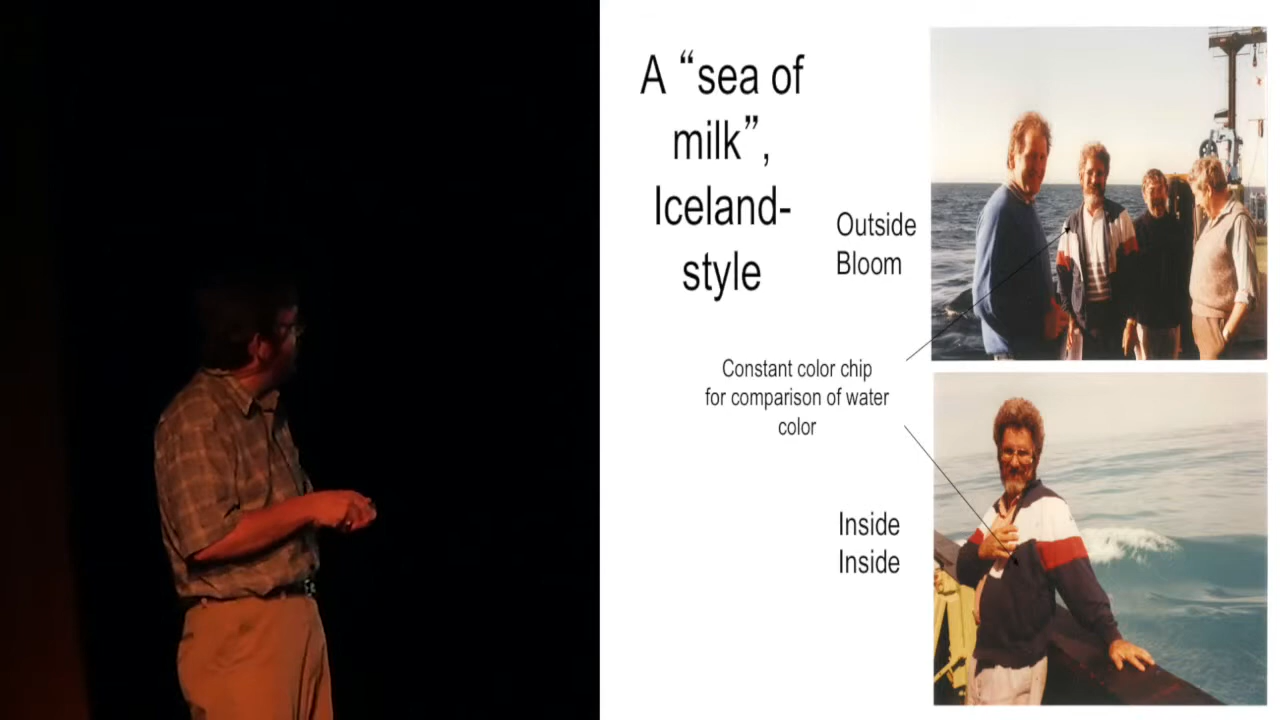 A “sea of
milk”,
Iceland-
style
Outside
Bloom
Constant color chip
for comparison of water
color
Inside
Inside